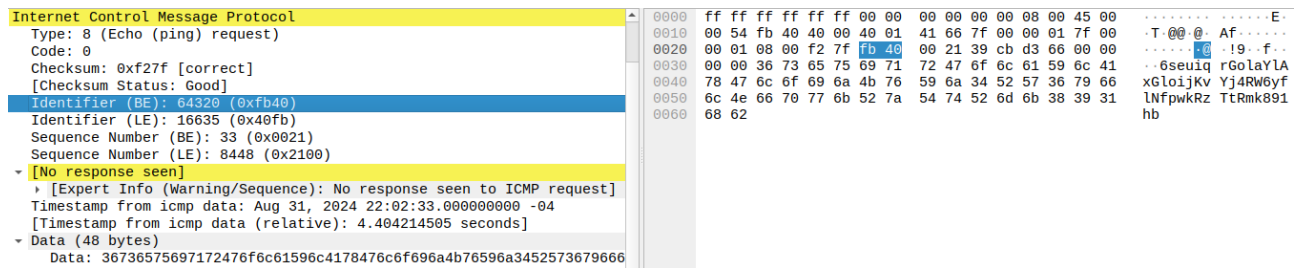 Internet Control Message Protocol
Type: 8 (Echo (ping) request)
Code: 0
Checksum: 0xf27f [correct]
[Checksum Status: Good]
Identifier (BE): 64320 (0xfb40)
Identifier (LE): 16635 (0x40fb)
Sequence Number (BE): 33 (0x0021)
Sequence Number (LE): 8448 (0x2100)
[No response seen]
[Expert Info (Warning/Sequence): No response seen to ICMP request]
Timestamp from icmp data: Aug 31, 2024 22:02:33.000000000 -04
[Timestamp from icmp data (relative): 4.404214505 seconds]
Data (48 bytes)
Data: 36736575697172476f6c61596c4178476c6f696a4b76596a3452573679666
0000 ff ff ff ff ff ff 00 00 00 00 00 00 08 00 45 00 ········ ······E·
0010 00 54 fb 40 40 00 40 01 41 66 7f 00 00 01 7f 00 ·T·@@·@· Af······
0020 00 01 08 00 f2 7f fb 40 00 21 39 cb d3 66 00 00 ·······@ ·!9··f··
0030 00 00 36 73 65 75 69 71 72 47 6f 6c 61 59 6c 41 ··6seuiq rGolaYlA
0040 78 47 6c 6f 69 6a 4b 76 59 6a 34 52 57 36 79 66 xGloijKv Yj4RW6yf
0050 6c 4e 66 70 77 6b 52 7a 54 74 52 6d 6b 38 39 31 lNfpwkRz TtRmk891
0060 68 62 hb